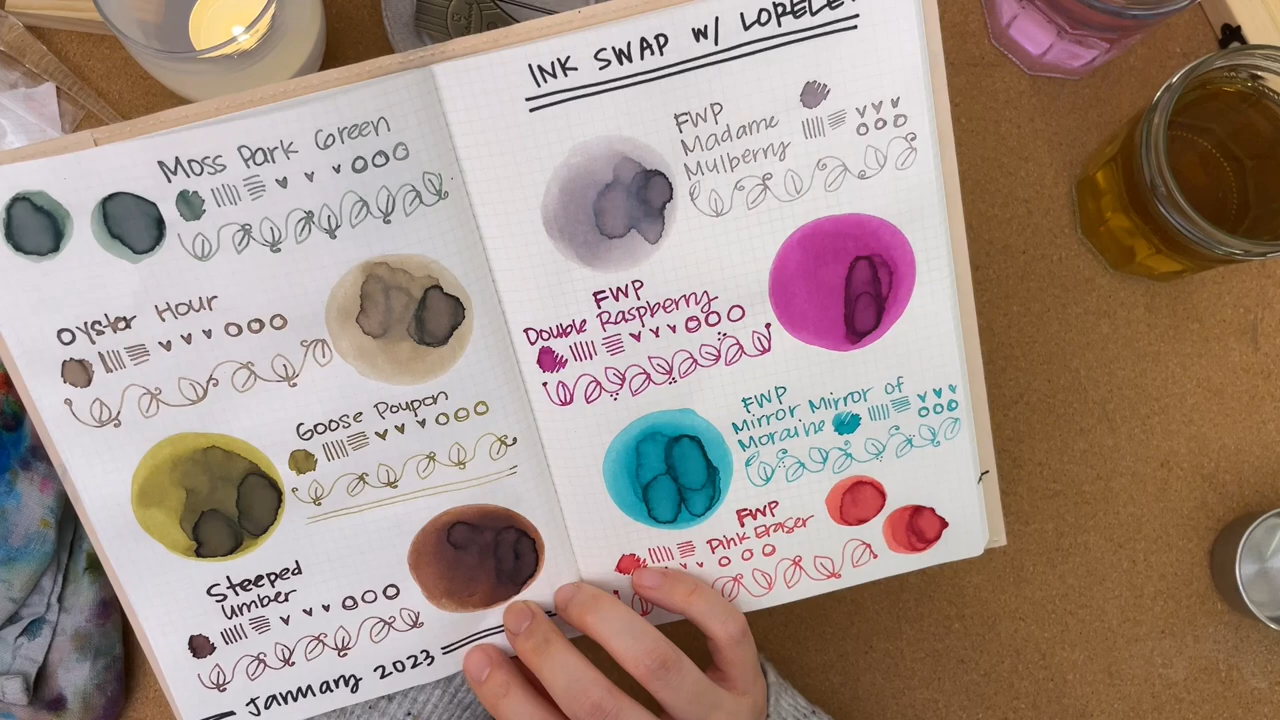 Moss Park Green
Oyster Hour
Goose Poupon
Steeped
Umber
January 2023
INK SWAP W/
FWP
Madame
Mulberry
FWP
Double Raspberry
FWP
Mirror Mirror of
Moraine
FWP
Pink Eraser